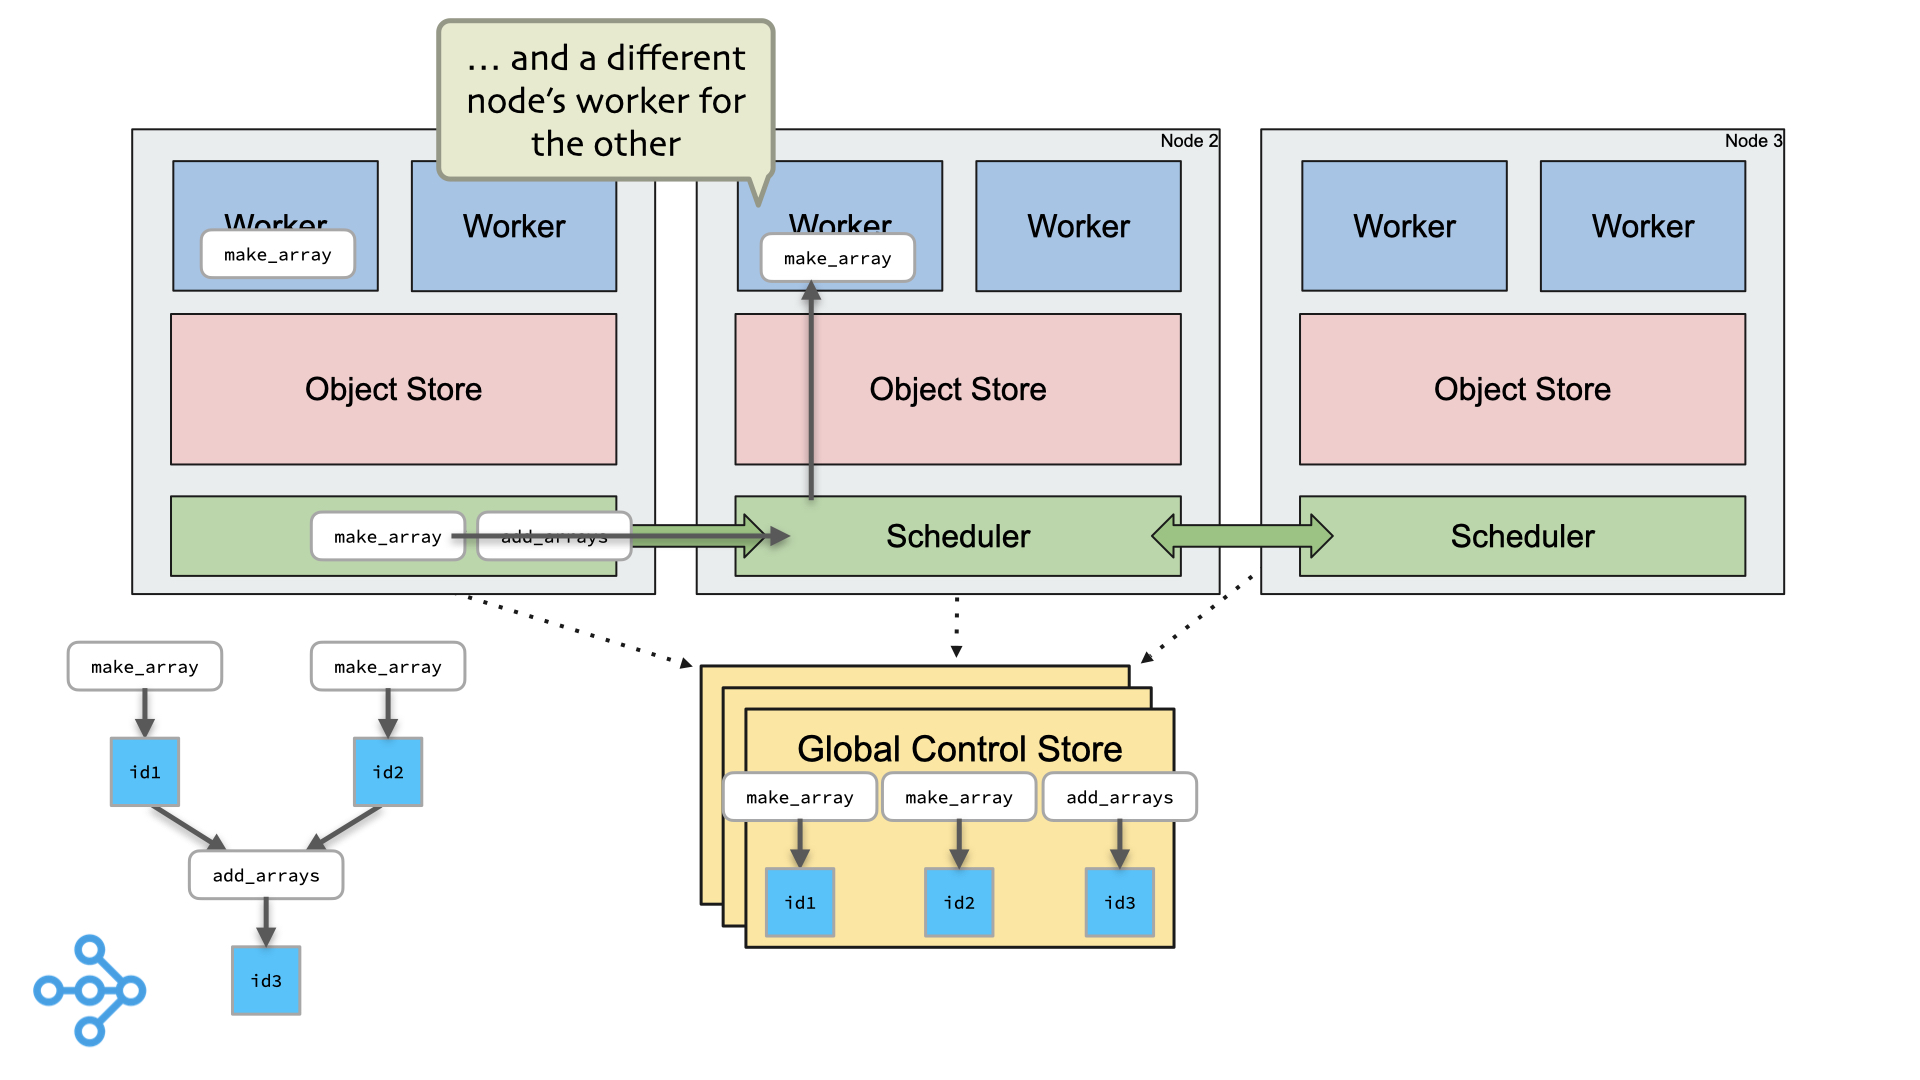 … and a different
node's worker for
the other
Node 2
Node 3
Worker
Worker
Worker
Worker
Worker
Worker
make_array
make_array
Object Store
Object Store
Object Store
make_array
add_arrays
Scheduler
Scheduler
make_array
make_array
id1
id2
add_arrays
id3
Global Control Store
make_array
make_array
add_arrays
id1
id2
id3